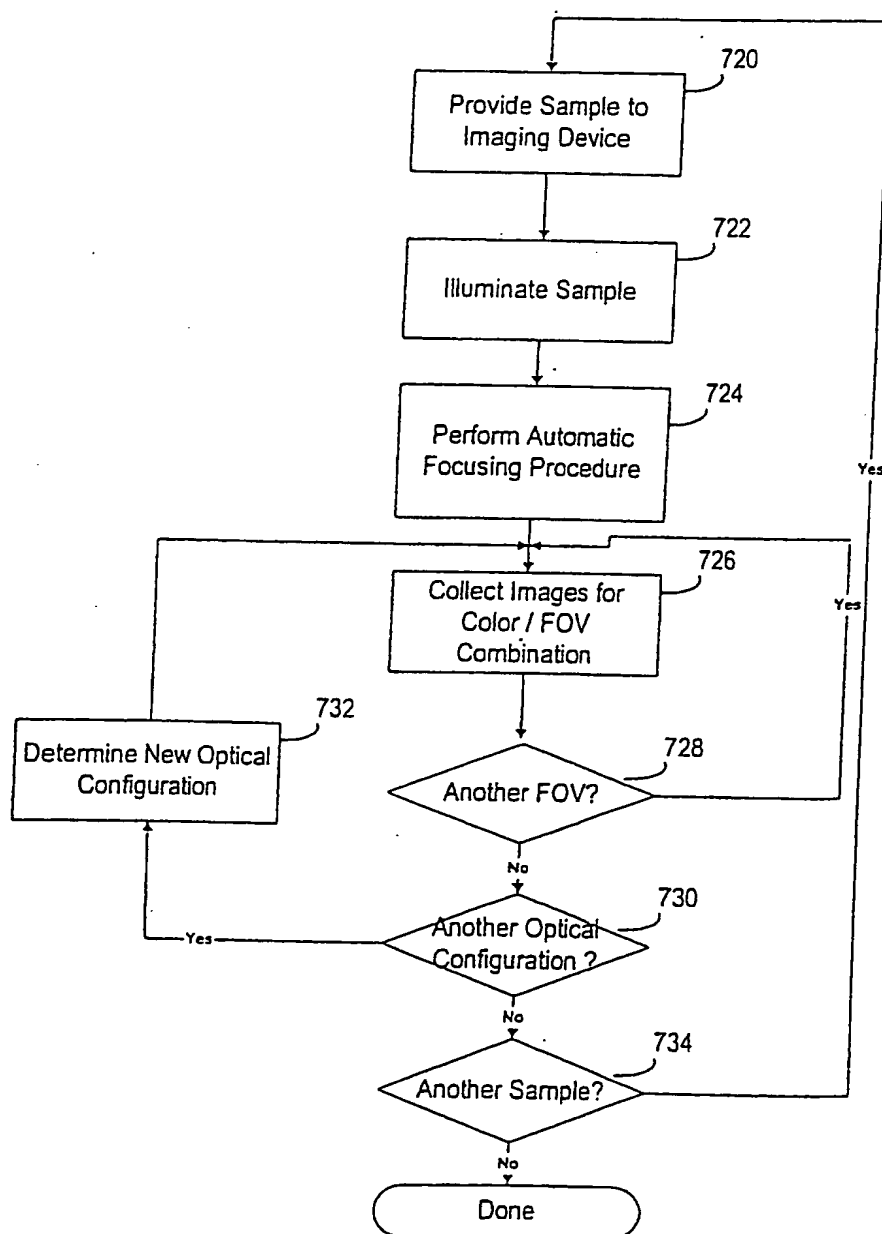 720
Provide Sample to
Imaging Device
722
Illuminate Sample
724
Perform Automatic
Focusing Procedure
Yes
726
Collect Images for
Color / FOV
Combination
Yes
732
Determine New Optical
Configuration
728
Another FOV?
No
730
Another Optical
Configuration ?
Yes
No
734
Another Sample?
No
Done